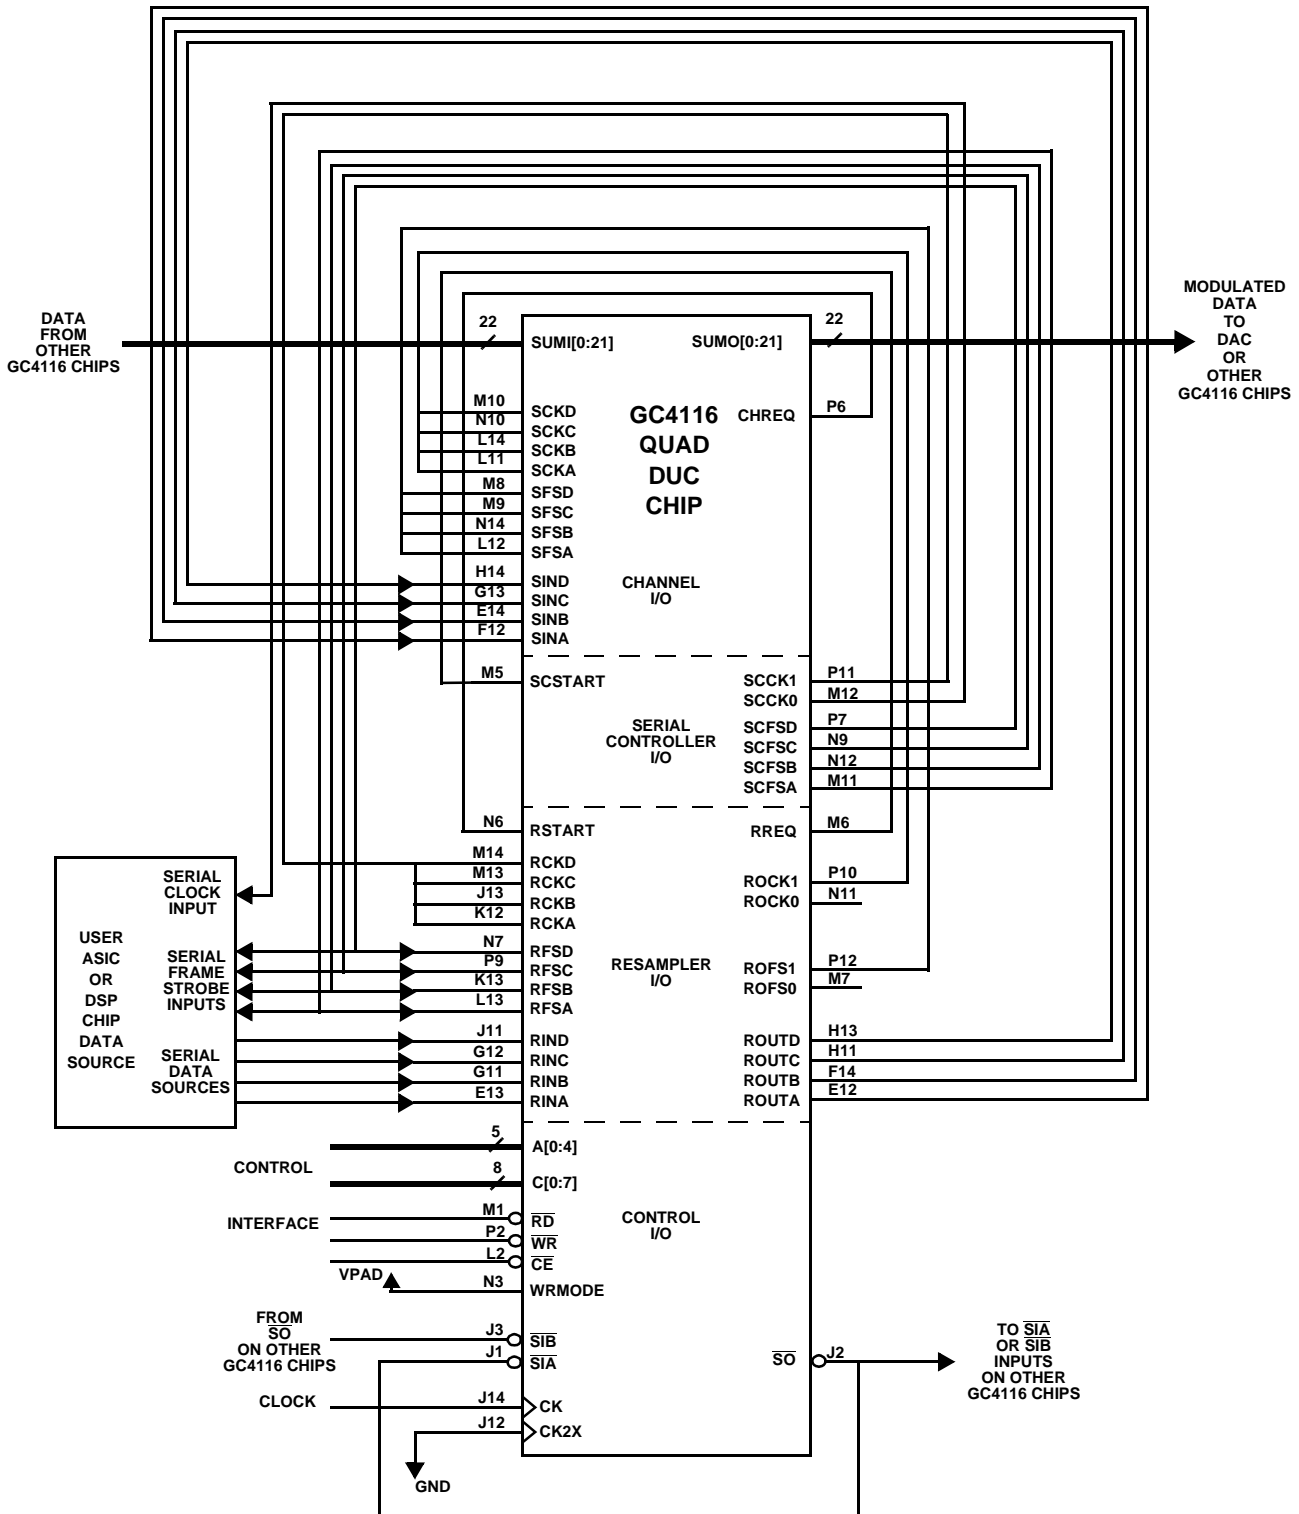 DATA
FROM
OTHER
GC4116 CHIPS
22
SUMI[0:21]
SUMO[0:21]
22
MODULATED
DATA
TO
DAC
OR
OTHER
GC4116 CHIPS
GC4116
QUAD
DUC
CHIP
CHREQ
P6
M10
SCKD
N10
SCKC
L14
SCKB
L11
SCKA
M8
SFSD
M9
SFSC
N14
SFSB
L12
SFSA
H14
SIND
G13
SINC
E14
SINB
F12
SINA
CHANNEL
I/O
M5
SCSTART
SCCK1
P11
SCCK0
M12
SERIAL
CONTROLLER
I/O
SCFSD
P7
SCFSC
N9
SCFSB
N12
SCFSA
M11
N6
RSTART
RREQ
M6
M14
RCKD
M13
RCKC
J13
RCKB
K12
RCKA
ROCK1
P10
ROCK0
N11
N7
RFSD
P9
RFSC
K13
RFSB
L13
RFSA
RESAMPLER
I/O
ROFS1
P12
ROFS0
M7
J11
RIND
G12
RINC
G11
RINB
E13
RINA
ROUTD
H13
ROUTC
H11
ROUTB
F14
ROUTA
E12
USER
ASIC
OR
DSP
CHIP
DATA
SOURCE
SERIAL
CLOCK
INPUT
SERIAL
FRAME
STROBE
INPUTS
SERIAL
DATA
SOURCES
CONTROL
INTERFACE
5
A[0:4]
8
C[0:7]
M1
RD
P2
WR
L2
CE
VPAD
N3
WRMODE
CONTROL
I/O
FROM
SO
ON OTHER
GC4116 CHIPS
J3
SIB
J1
SIA
SO
J2
TO SIA
OR SIB
INPUTS
ON OTHER
GC4116 CHIPS
CLOCK
J14
CK
J12
CK2X
GND